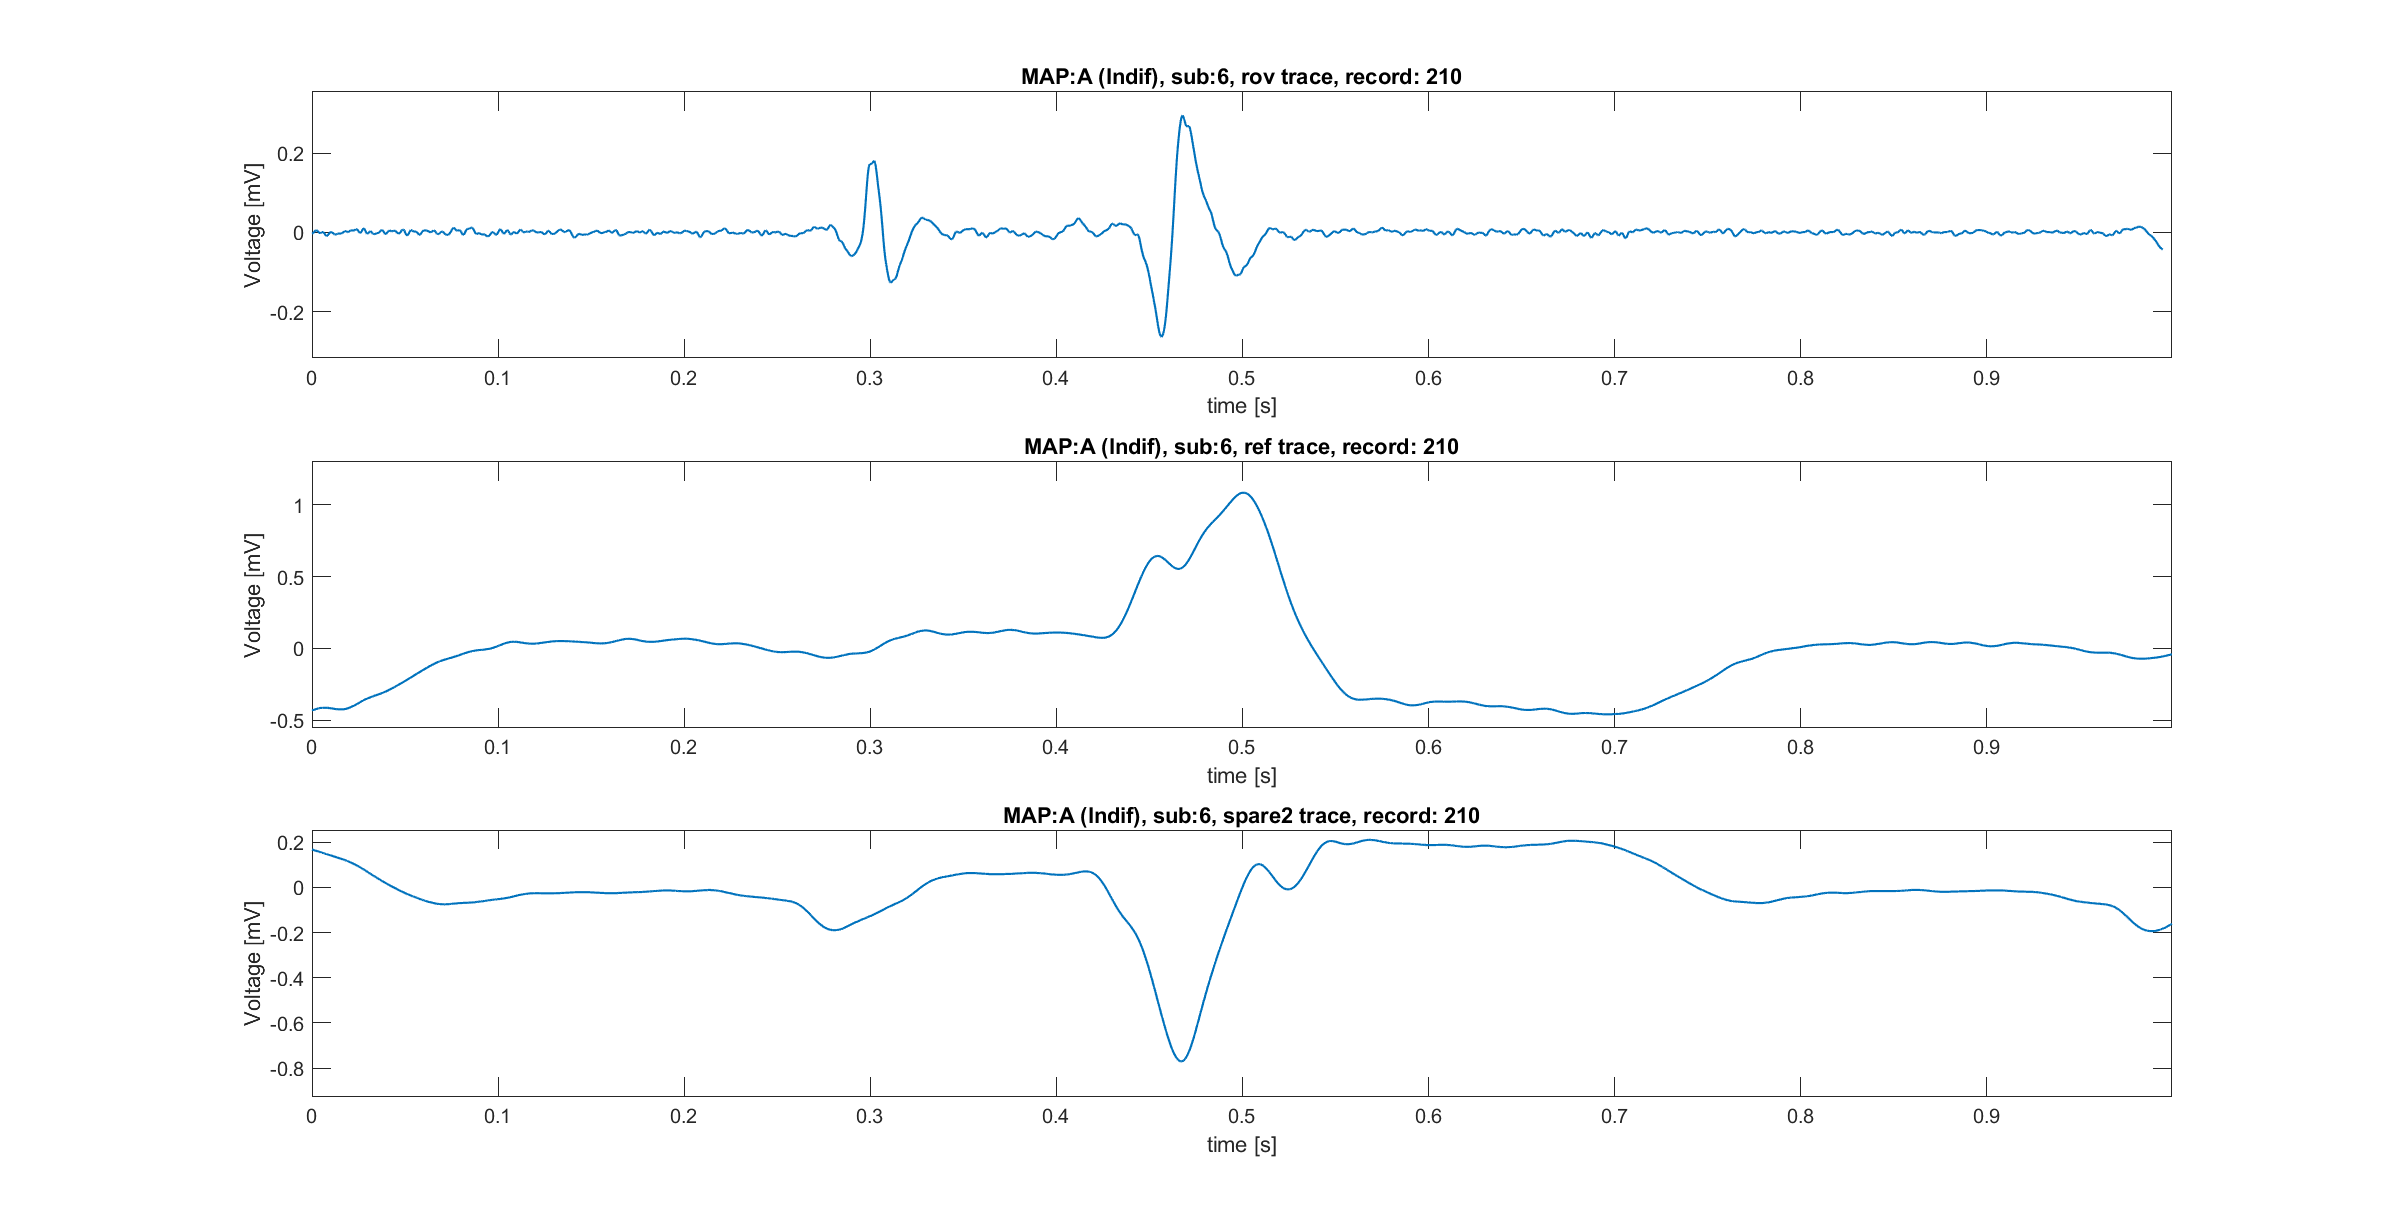 MAP:A (Indif), sub:6, rov trace, record: 210
Voltage [mV]
0.2
0
-0.2
0 0.1 0.2 0.3 0.4 0.5 0.6 0.7 0.8 0.9
time [s]
MAP:A (Indif), sub:6, ref trace, record: 210
Voltage [mV]
1
0.5
0
-0.5
0 0.1 0.2 0.3 0.4 0.5 0.6 0.7 0.8 0.9
time [s]
MAP:A (Indif), sub:6, spare2 trace, record: 210
Voltage [mV]
0.2
0
-0.2
-0.4
-0.6
-0.8
0 0.1 0.2 0.3 0.4 0.5 0.6 0.7 0.8 0.9
time [s]